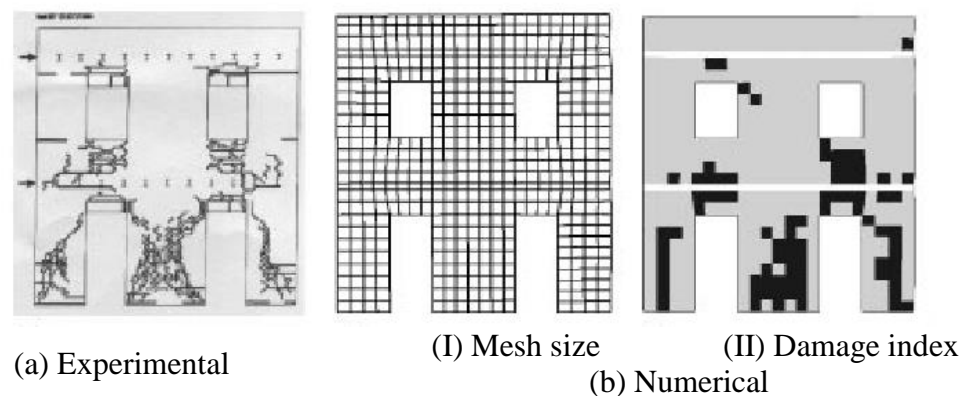 (a) Experimental
(I) Mesh size
(II) Damage index
(b) Numerical